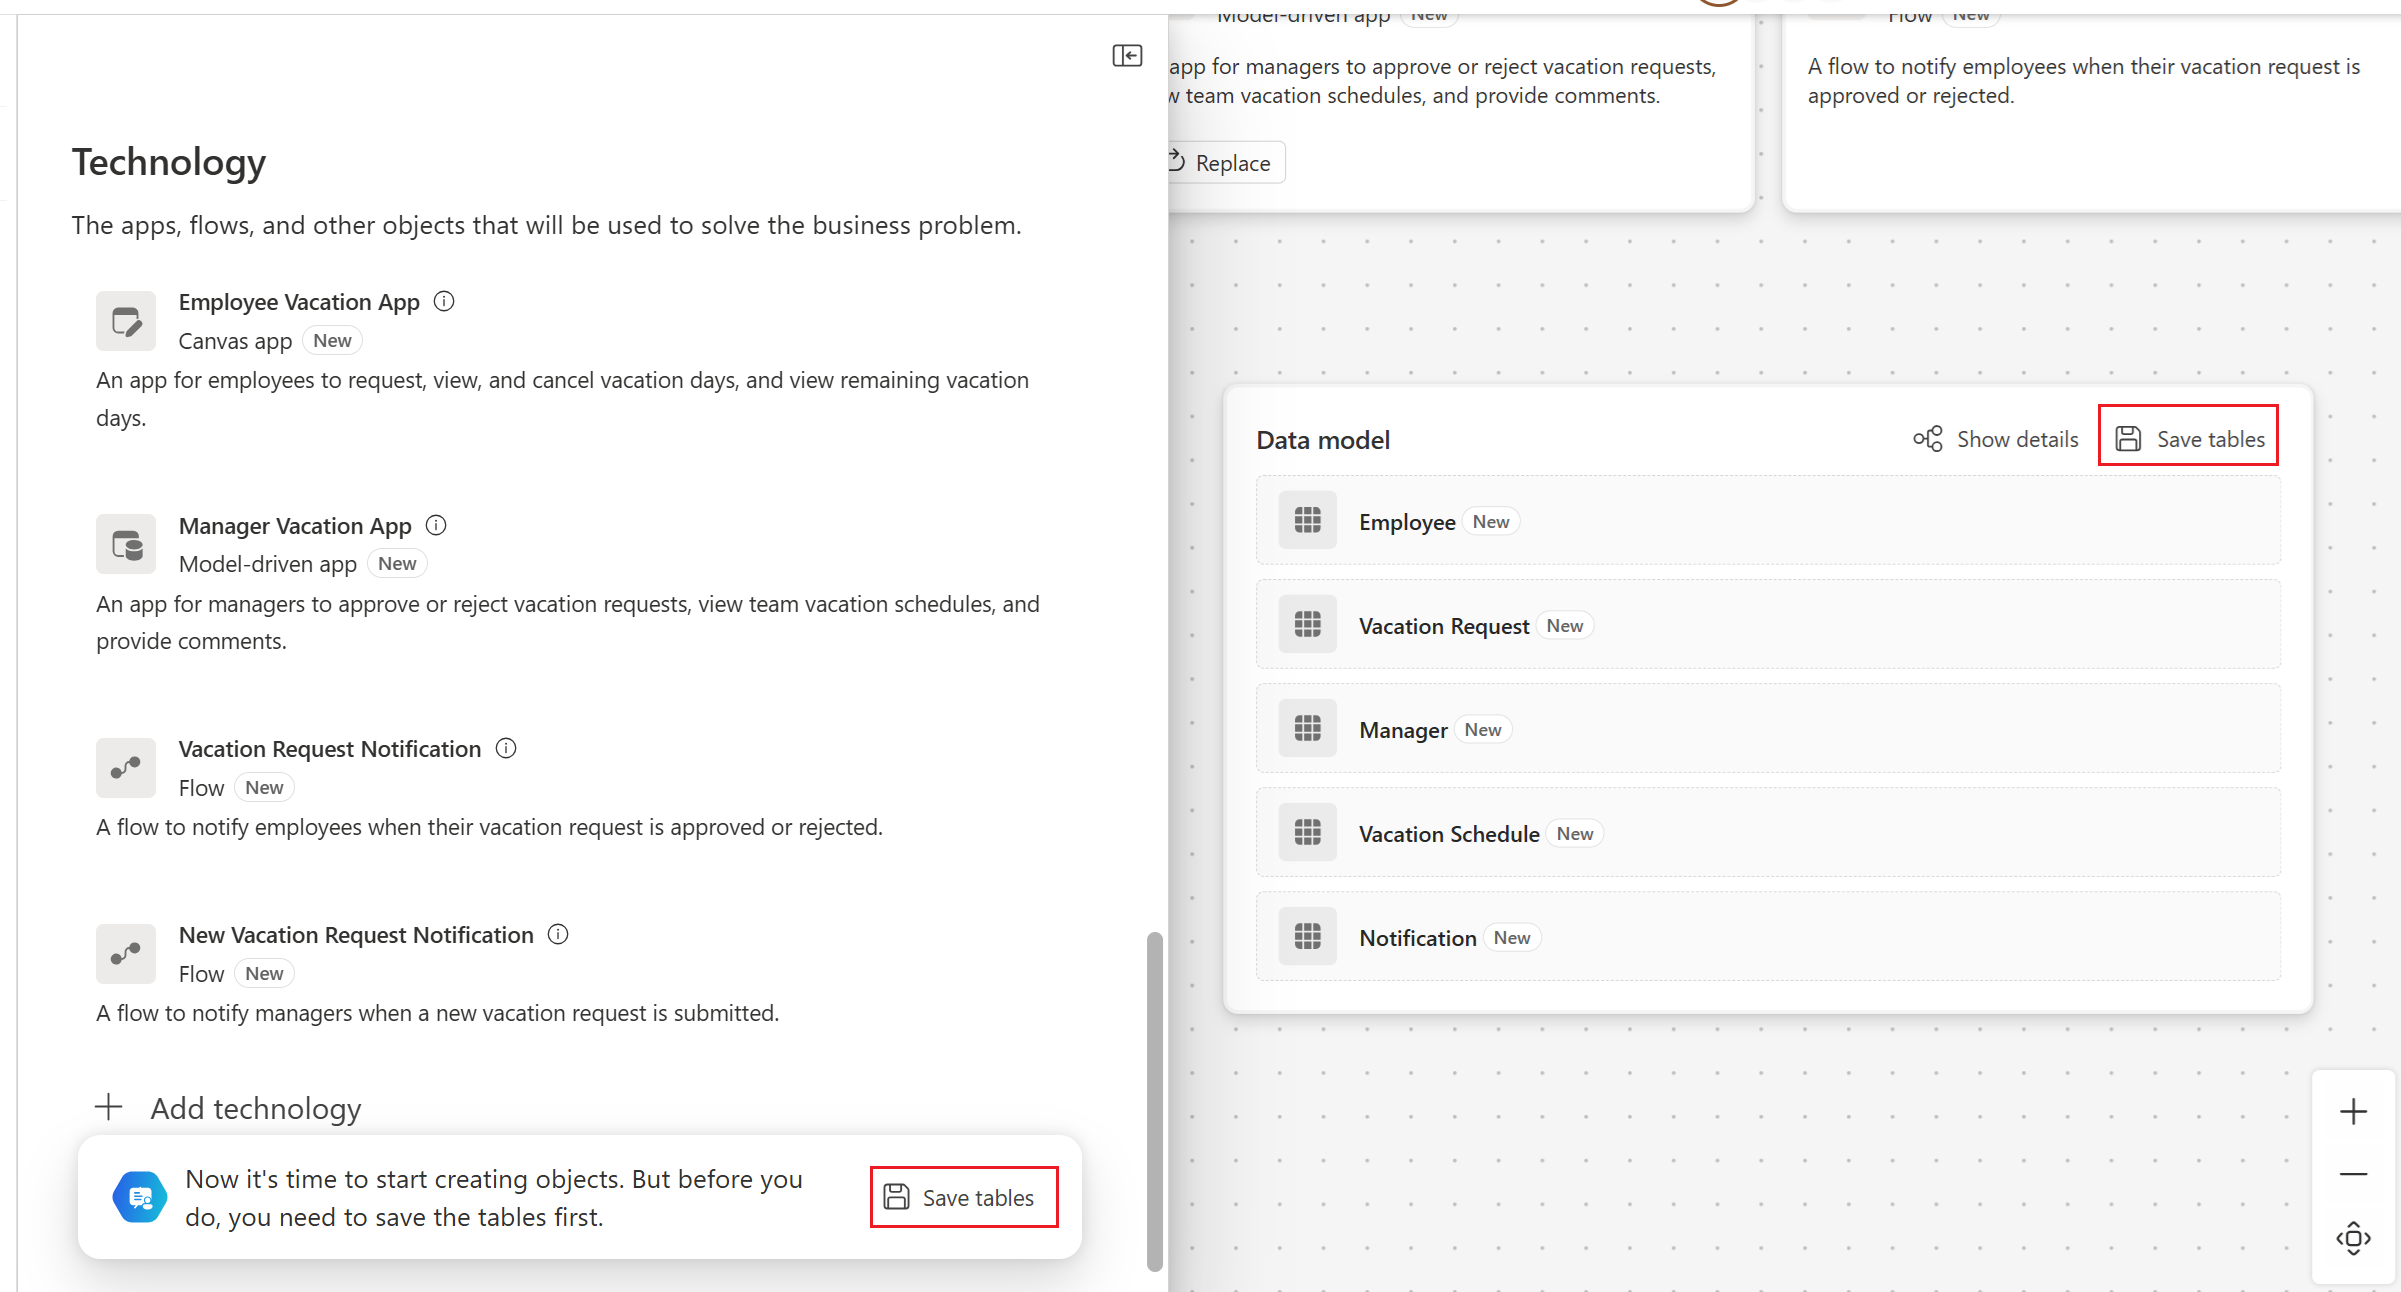 Technology
The apps, flows, and other objects that will be used to solve the business problem.
Employee Vacation App
Canvas app New
An app for employees to request, view, and cancel vacation days, and view remaining vacation
days.
Manager Vacation App
Model-driven app New
An app for managers to approve or reject vacation requests, view team vacation schedules, and
provide comments.
Vacation Request Notification
Flow New
A flow to notify employees when their vacation request is approved or rejected.
New Vacation Request Notification
Flow New
A flow to notify managers when a new vacation request is submitted.
Add technology
Now it's time to start creating objects. But before you
do, you need to save the tables first.
Save tables
Model-driven app New
app for managers to approve or reject vacation requests,
w team vacation schedules, and provide comments.
Replace
Flow New
A flow to notify employees when their vacation request is
approved or rejected.
Data model
Show details
Save tables
Employee New
Vacation Request New
Manager New
Vacation Schedule New
Notification New